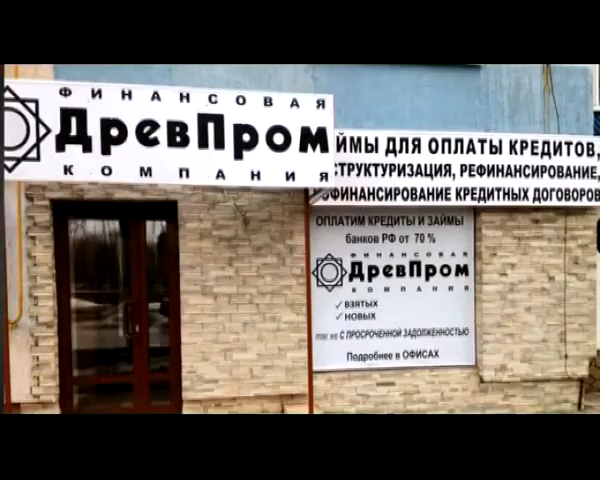 ФИНАНСОВАЯ
ДревПром
КОМПАНИЯ
ЙМЫ ДЛЯ ОПЛАТЫ КРЕДИТОВ,
СТРУКТУРИЗАЦИЯ, РЕФИНАНСИРОВАНИЕ,
ОФИНАНСИРОВАНИЕ КРЕДИТНЫХ ДОГОВОРОВ
ОПЛАТИМ КРЕДИТЫ И ЗАЙМЫ
банков РФ от 70 %
ФИНАНСОВАЯ
ДревПром
КОМПАНИЯ
✓ВЗЯТЫХ
✓НОВЫХ
так же С ПРОСРОЧЕННОЙ ЗАДОЛЖЕННОСТЬЮ
Подробнее в ОФИСАХ